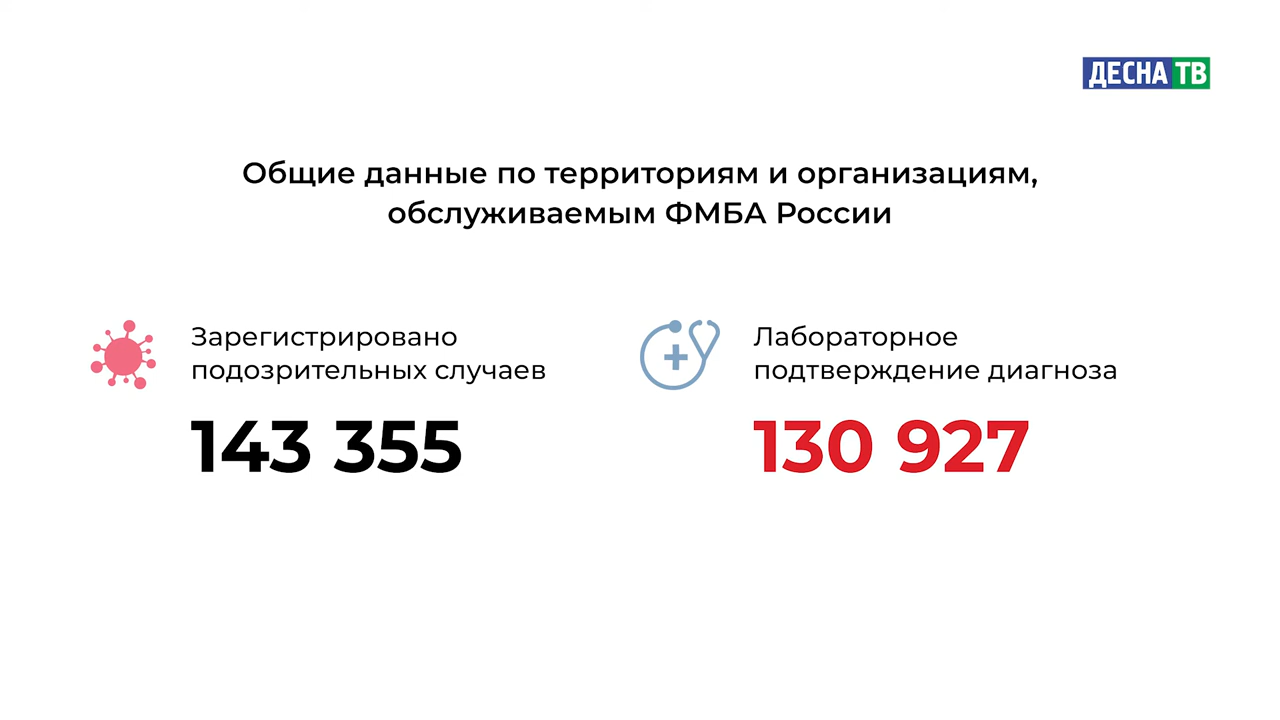 ДЕСНА ТВ
Общие данные по территориям и организациям,
обслуживаемым ФМБА России
Зарегистрировано
подозрительных случаев
143 355
Лабораторное
подтверждение диагноза
130 927